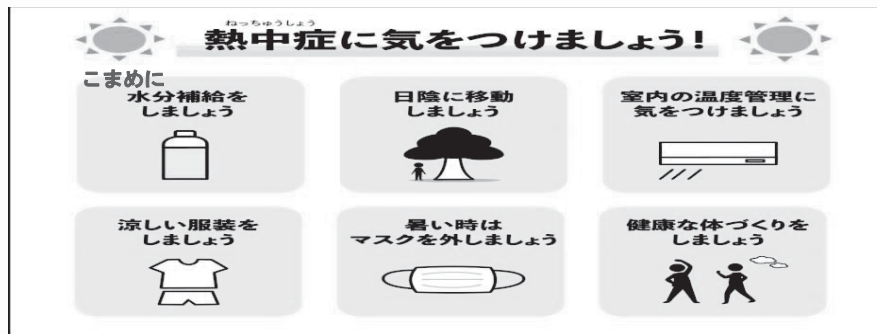 ねっちゅうしょう
熱中症に気をつけましょう!
こまめに
水分補給を
しましょう
日陰に移動
しましょう
室内の温度管理に
気をつけましょう
涼しい服装を
しましょう
暑い時は
マスクを外しましょう
健康な体づくりを
しましょう